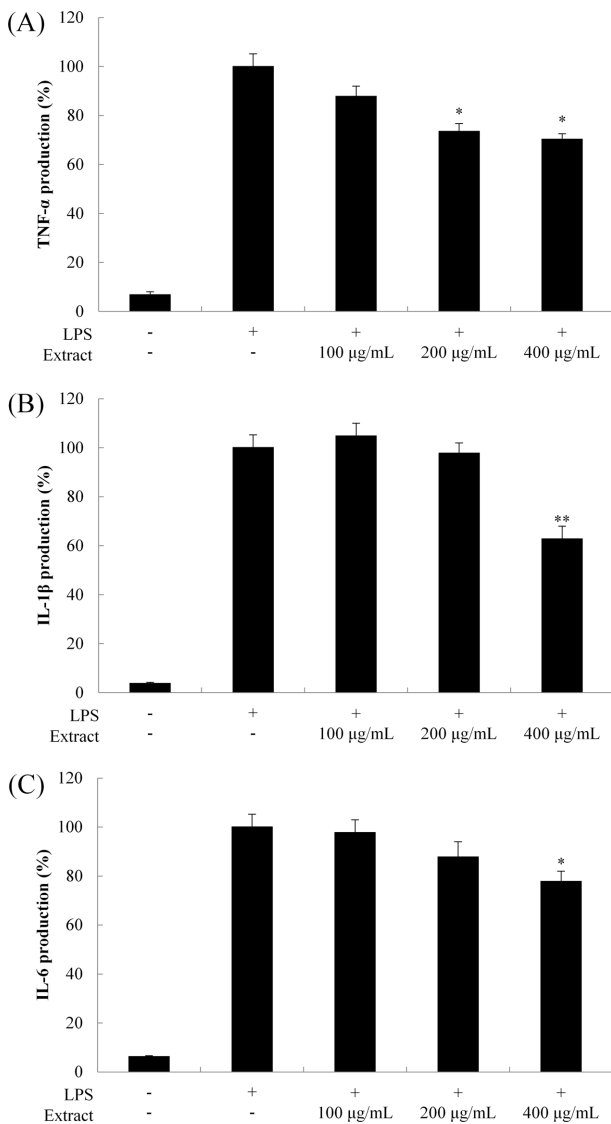 (A)
TNF-α production (%)
120
100
80
60
40
20
0
* *
LPS - + + + +
Extract - - 100 μg/mL 200 μg/mL 400 μg/mL
(B)
IL-1β production (%)
120
100
80
60
40
20
0
**
LPS - + + + +
Extract - - 100 μg/mL 200 μg/mL 400 μg/mL
(C)
IL-6 production (%)
120
100
80
60
40
20
0
*
LPS - + + + +
Extract - - 100 μg/mL 200 μg/mL 400 μg/mL